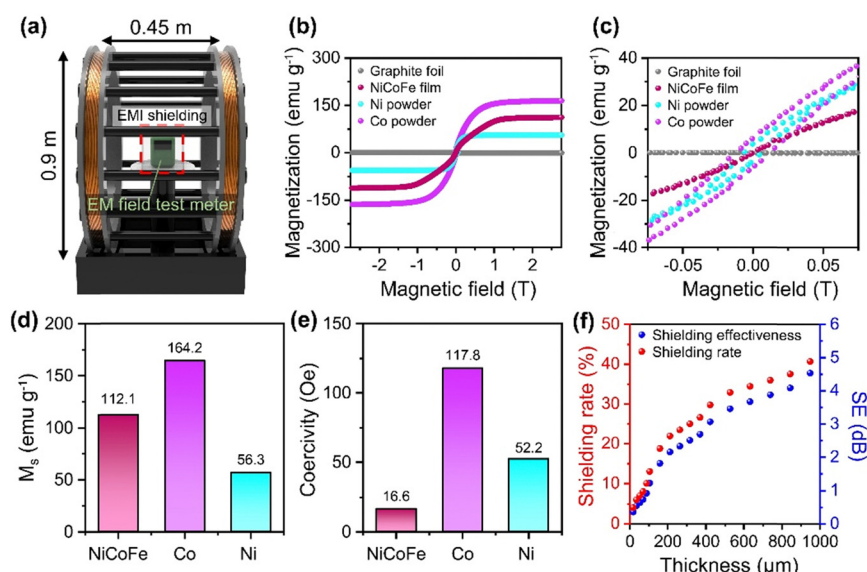 (a)
0.45 m
0.9 m
EMI shielding
EM field test meter
(b)
Magnetization (emu g⁻¹)
300
150
0
-150
-300
Graphite foil
NiCoFe film
Ni powder
Co powder
-2 -1 0 1 2
Magnetic field (T)
(c)
Magnetization (emu g⁻¹)
40
20
0
-20
-40
Graphite foil
NiCoFe film
Ni powder
Co powder
-0.05 0.00 0.05
Magnetic field (T)
(d)
Mₛ (emu g⁻¹)
200
150
100
50
0
112.1
164.2
56.3
NiCoFe Co Ni
(e)
Coercivity (Oe)
150
100
50
0
16.6
117.8
52.2
NiCoFe Co Ni
(f)
Shielding rate (%)
50
40
30
20
10
0
Shielding effectiveness
Shielding rate
6
5
4
3
2
1
0
SE (dB)
0 200 400 600 800 1000
Thickness (μm)